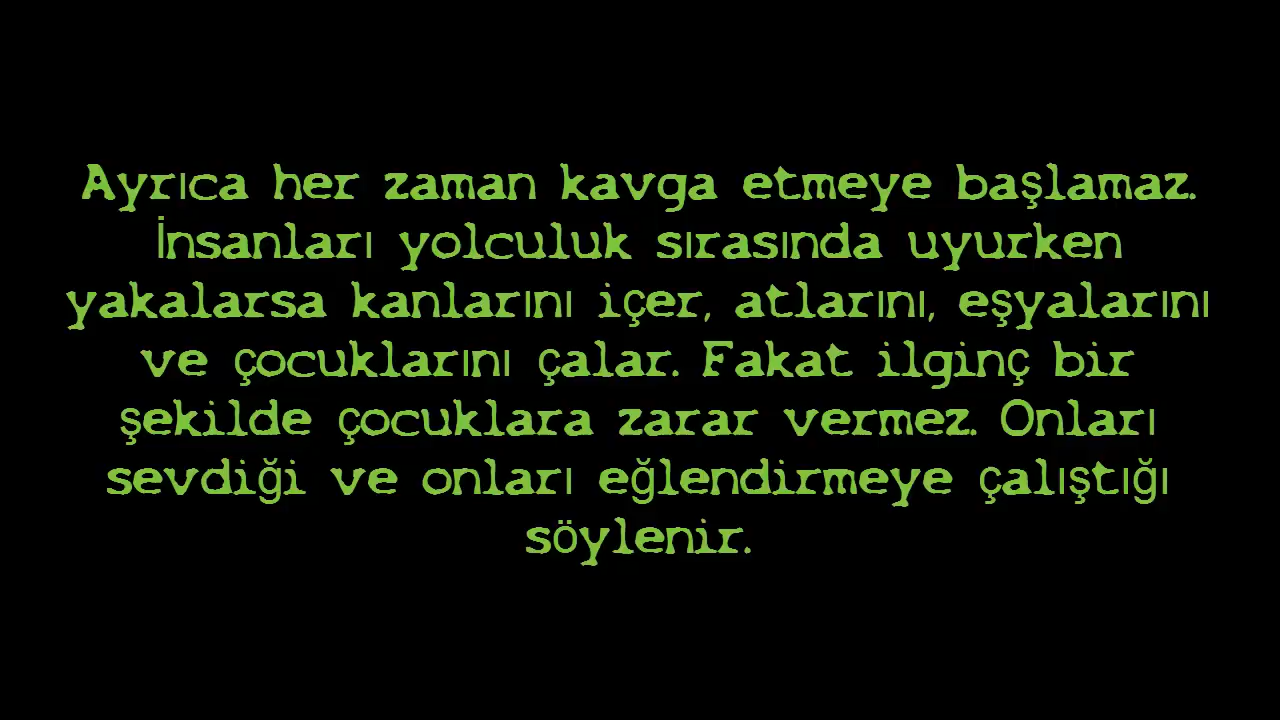 Ayrıca her zaman kavga etmeye başlamaz.
İnsanları yolculuk sırasında uyurken
yakalarsa kanlarını içer, atlarını, eşyalarını
ve çocuklarını çalar. Fakat ilginç bir
şekilde çocuklara zarar vermez. Onları
sevdiği ve onları eğlendirmeye çalıştığı
söylenir.